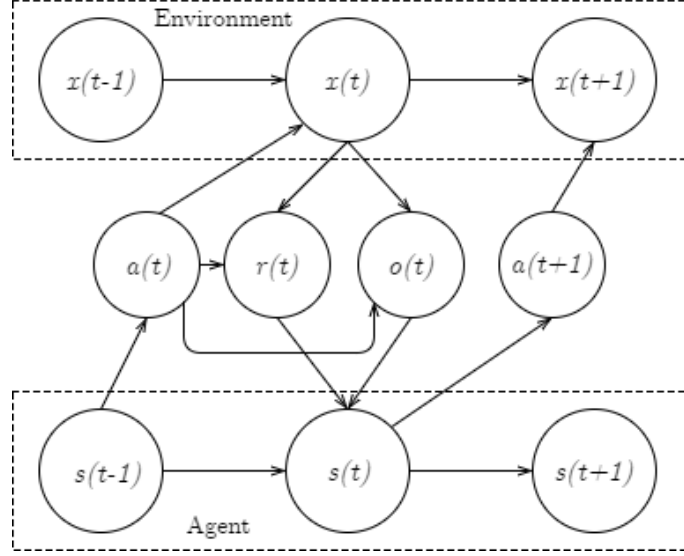 Environment
x(t-1)
x(t)
x(t+1)
a(t)
r(t)
o(t)
a(t+1)
s(t-1)
s(t)
s(t+1)
Agent